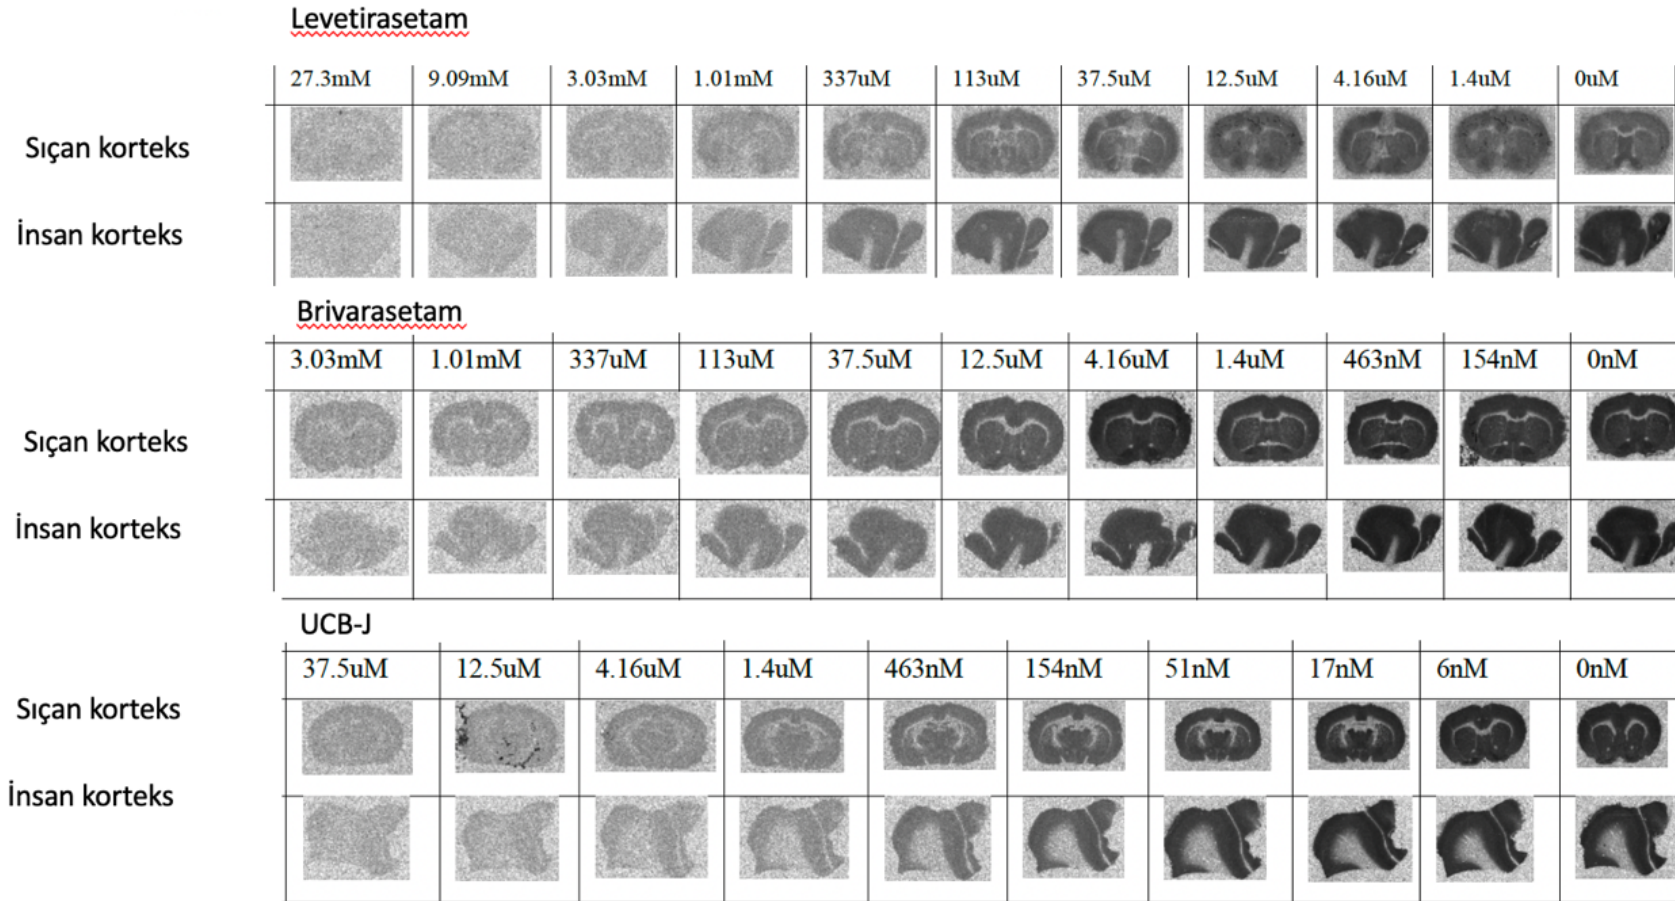 Levetirasetam
27.3mM 9.09mM 3.03mM 1.01mM 337uM 113uM 37.5uM 12.5uM 4.16uM 1.4uM 0uM
Sıçan korteks
İnsan korteks
Brivarasetam
3.03mM 1.01mM 337uM 113uM 37.5uM 12.5uM 4.16uM 1.4uM 463nM 154nM 0nM
Sıçan korteks
İnsan korteks
UCB-J
37.5uM 12.5uM 4.16uM 1.4uM 463nM 154nM 51nM 17nM 6nM 0nM
Sıçan korteks
İnsan korteks